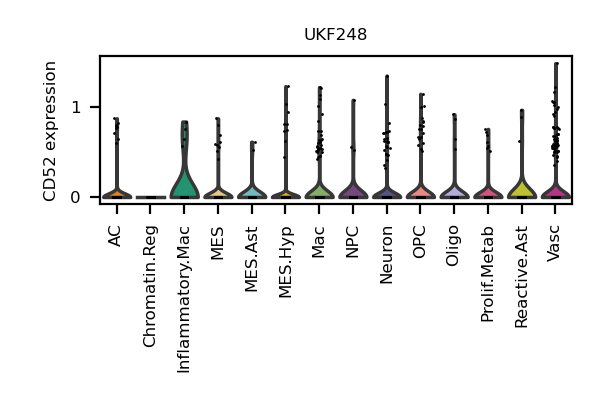 UKF248
CD52 expression
1
0
AC
Chromatin.Reg
Inflammatory.Mac
MES
MES.Ast
MES.Hyp
Mac
NPC
Neuron
OPC
Oligo
Prolif.Metab
Reactive.Ast
Vasc